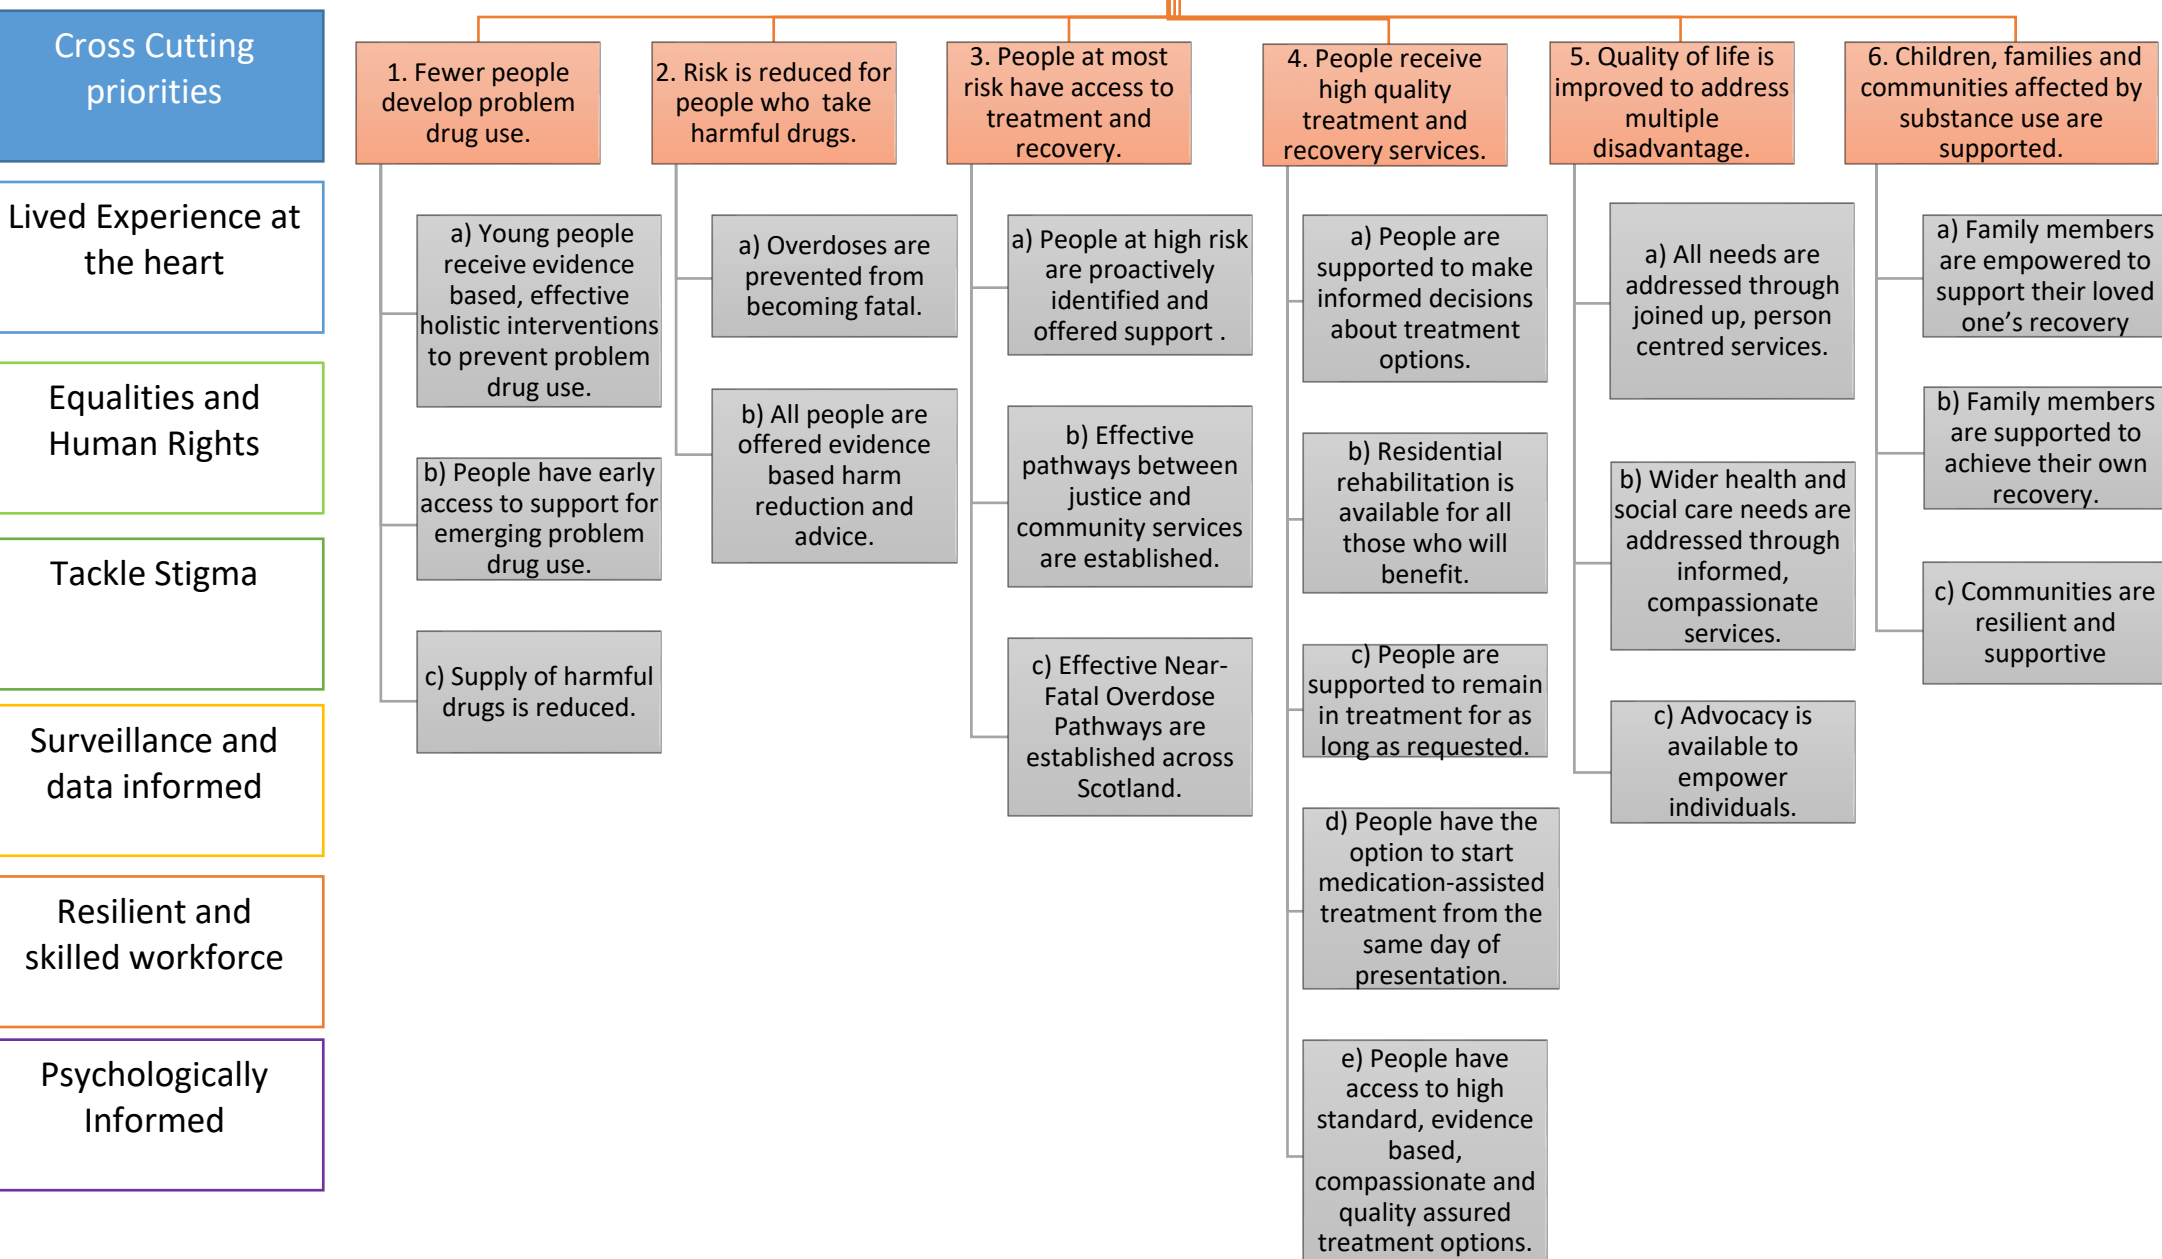 Cross Cutting
priorities
Lived Experience at
the heart
Equalities and
Human Rights
Tackle Stigma
Surveillance and
data informed
Resilient and
skilled workforce
Psychologically
Informed
1. Fewer people
develop problem
drug use.
a) Young people
receive evidence
based, effective
holistic interventions
to prevent problem
drug use.
b) People have early
access to support for
emerging problem
drug use.
c) Supply of harmful
drugs is reduced.
2. Risk is reduced for
people who take
harmful drugs.
a) Overdoses are
prevented from
becoming fatal.
b) All people are
offered evidence
based harm
reduction and
advice.
3. People at most
risk have access to
treatment and
recovery.
a) People at high risk
are proactively
identified and
offered support .
b) Effective
pathways between
justice and
community services
are established.
c) Effective Near-
Fatal Overdose
Pathways are
established across
Scotland.
4. People receive
high quality
treatment and
recovery services.
a) People are
supported to make
informed decisions
about treatment
options.
b) Residential
rehabilitation is
available for all
those who will
benefit.
c) People are
supported to remain
in treatment for as
long as requested.
d) People have the
option to start
medication-assisted
treatment from the
same day of
presentation.
e) People have
access to high
standard, evidence
based,
compassionate and
quality assured
treatment options.
5. Quality of life is
improved to address
multiple
disadvantage.
a) All needs are
addressed through
joined up, person
centred services.
b) Wider health and
social care needs are
addressed through
informed,
compassionate
services.
c) Advocacy is
available to
empower
individuals.
6. Children, families and
communities affected by
substance use are
supported.
a) Family members
are empowered to
support their loved
one’s recovery
b) Family members
are supported to
achieve their own
recovery.
c) Communities are
resilient and
supportive